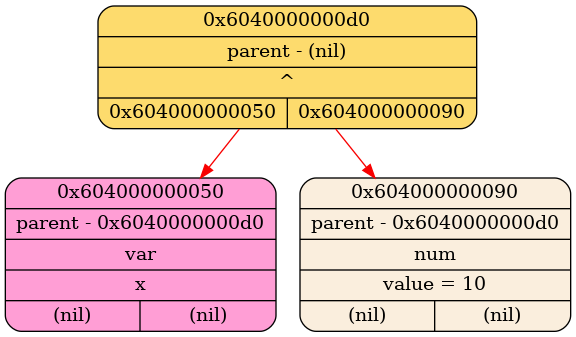 0x6040000000d0
parent - (nil)
^
0x604000000050 0x604000000090
0x604000000050
parent - 0x6040000000d0
var
x
(nil) (nil)
0x604000000090
parent - 0x6040000000d0
num
value = 10
(nil) (nil)